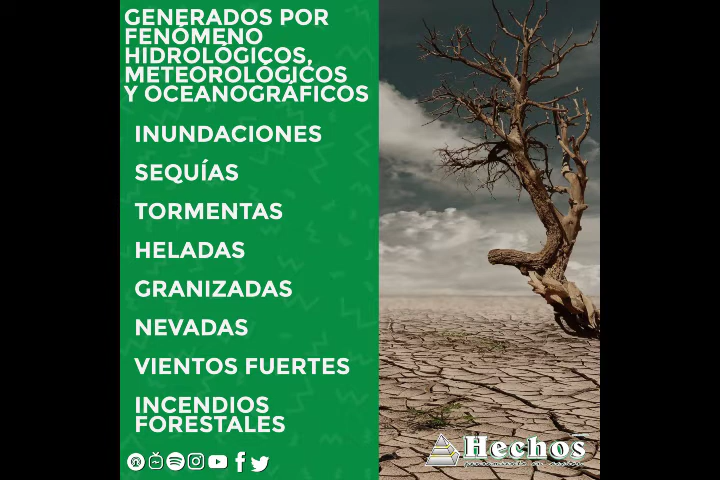 GENERADOS POR
FENÓMENO
HIDROLÓGICOS,
METEOROLÓGICOS
Y OCEANOGRÁFICOS
INUNDACIONES
SEQUÍAS
TORMENTAS
HELADAS
GRANIZADAS
NEVADAS
VIENTOS FUERTES
INCENDIOS
FORESTALES
Hechos